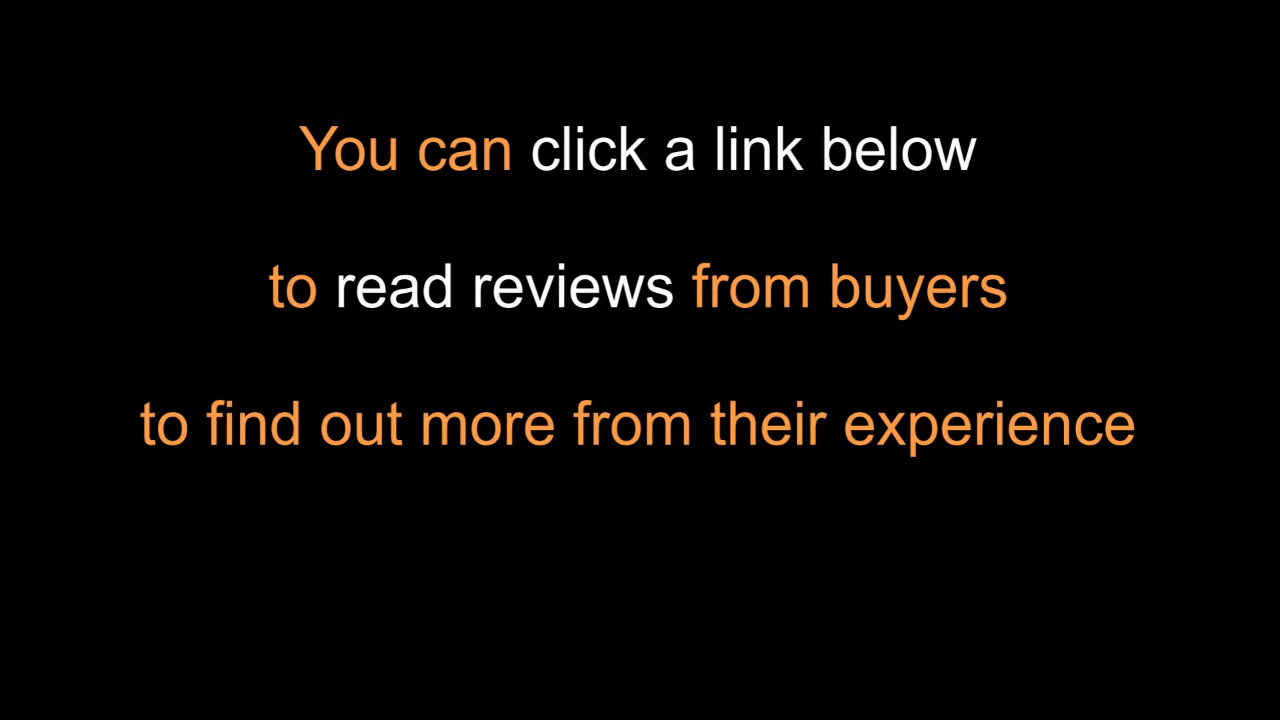 You can click a link below
to read reviews from buyers
to find out more from their experience